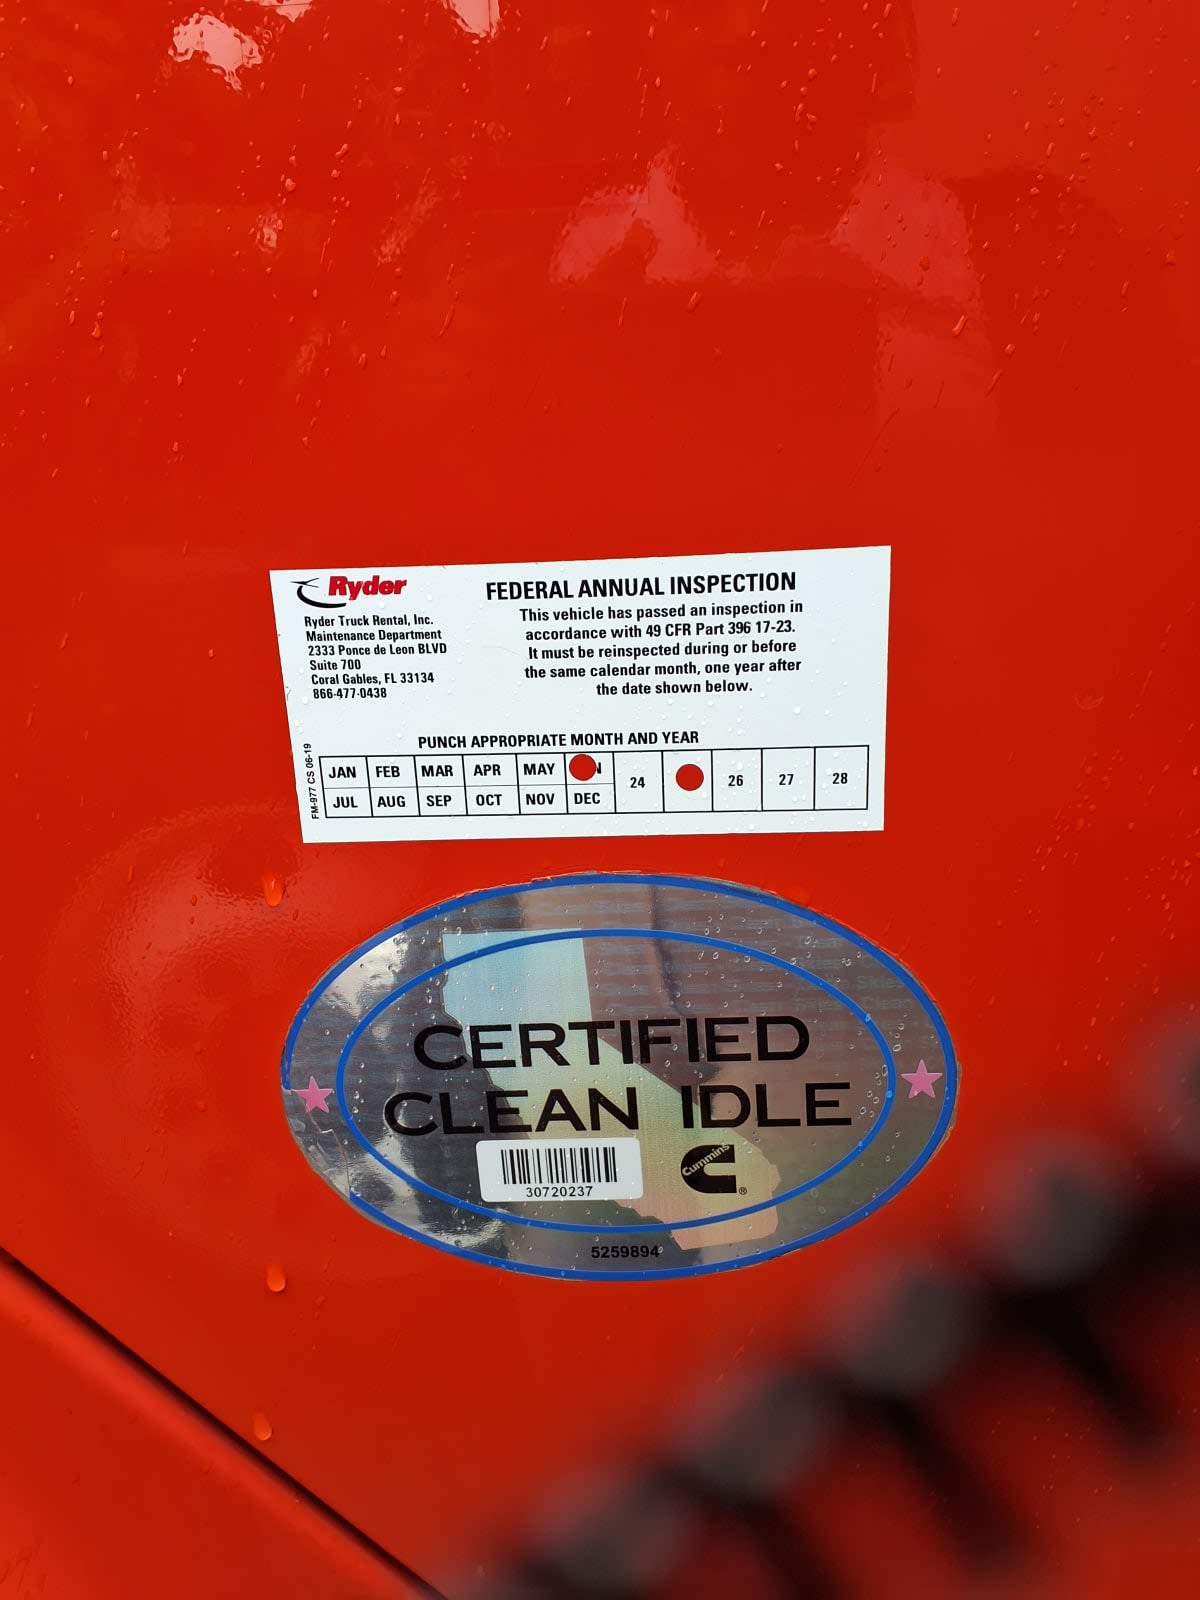 Ryder
Ryder Truck Rental, Inc.
Maintenance Department
2333 Ponce de Leon BLVD
Suite 700
Coral Gables, FL 33134
866-477-0438
FEDERAL ANNUAL INSPECTION
This vehicle has passed an inspection in
accordance with 49 CFR Part 396 17-23.
It must be reinspected during or before
the same calendar month, one year after
the date shown below.
PUNCH APPROPRIATE MONTH AND YEAR
FM-977 CS 06-19
JAN FEB MAR APR MAY N 24 26 27 28
JUL AUG SEP OCT NOV DEC
CERTIFIED
CLEAN IDLE
30720237
Cummins
®
5259894